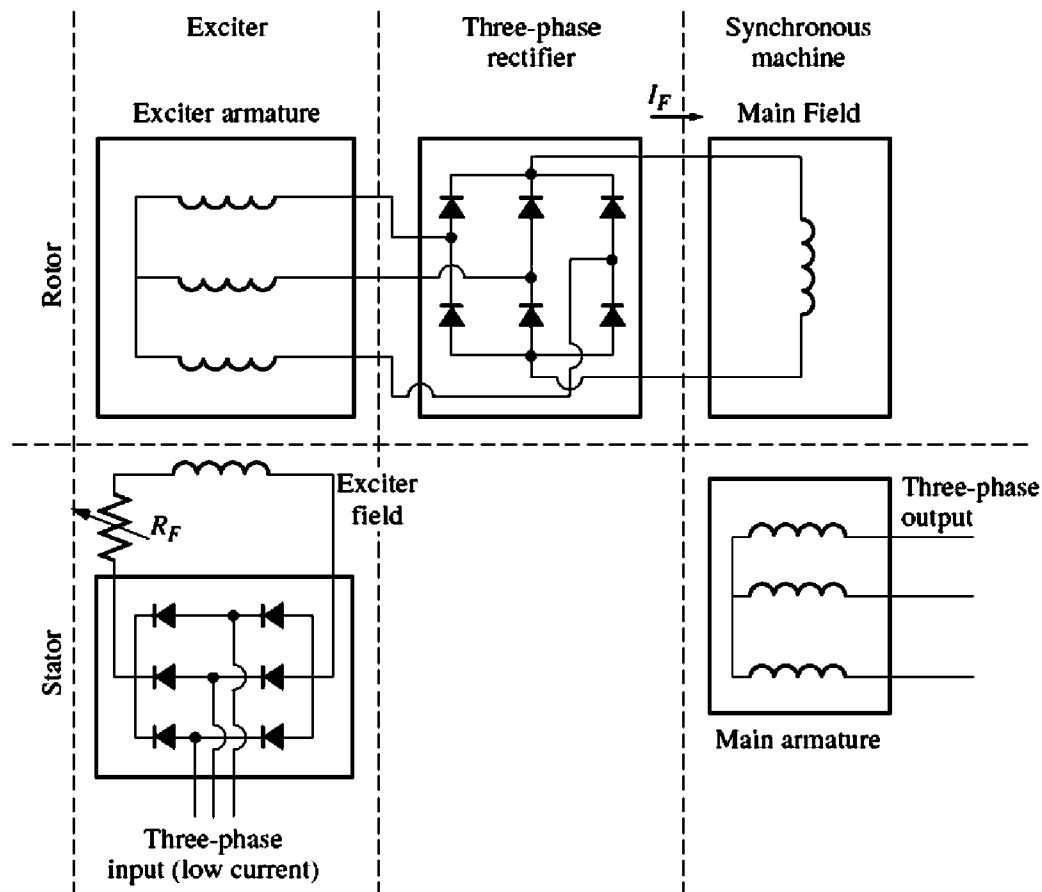 Exciter
Three-phase
rectifier
Synchronous
machine
I_F
Exciter armature
Main Field
Rotor
Exciter
field
R_F
Three-phase
output
Stator
Main armature
Three-phase
input (low current)